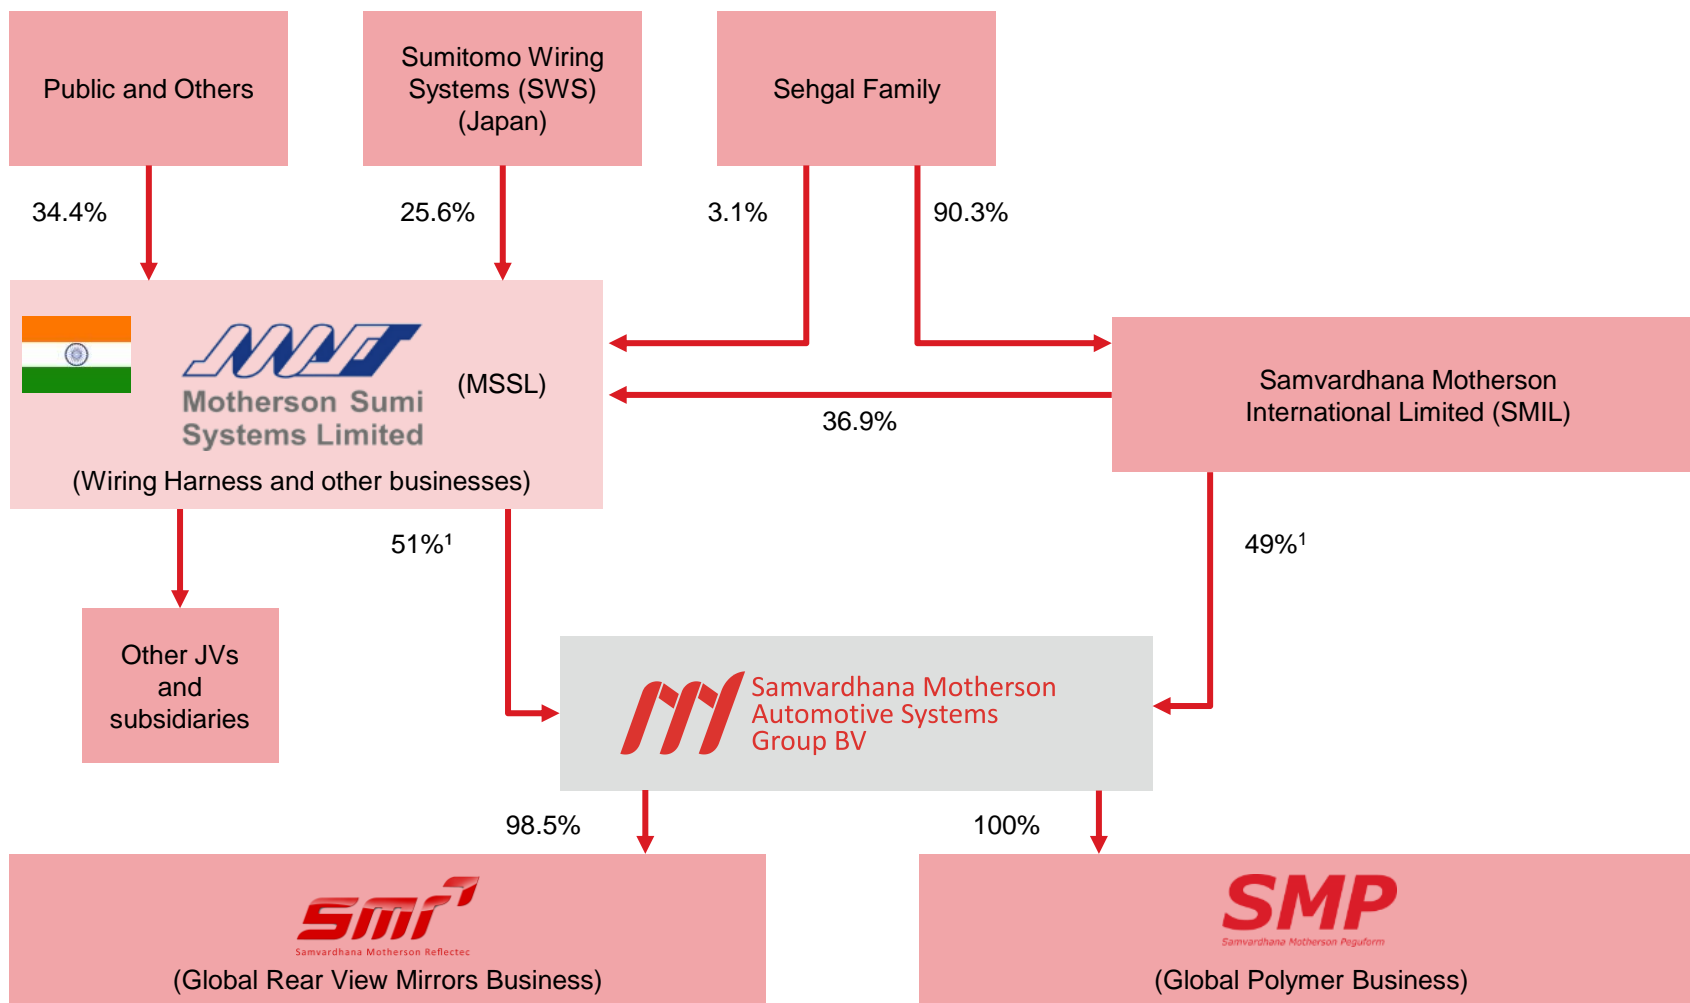 Public and Others
Sumitomo Wiring
Systems (SWS)
(Japan)
Sehgal Family
34.4%
25.6%
3.1%
90.3%
Motherson Sumi
Systems Limited
(MSSL)
(Wiring Harness and other businesses)
36.9%
Samvardhana Motherson
International Limited (SMIL)
51%¹
49%¹
Other JVs
and
subsidiaries
Samvardhana Motherson
Automotive Systems
Group BV
98.5%
100%
smr
Samvardhana Motherson Reflectec
(Global Rear View Mirrors Business)
SMP
Samvardhana Motherson Peguform
(Global Polymer Business)